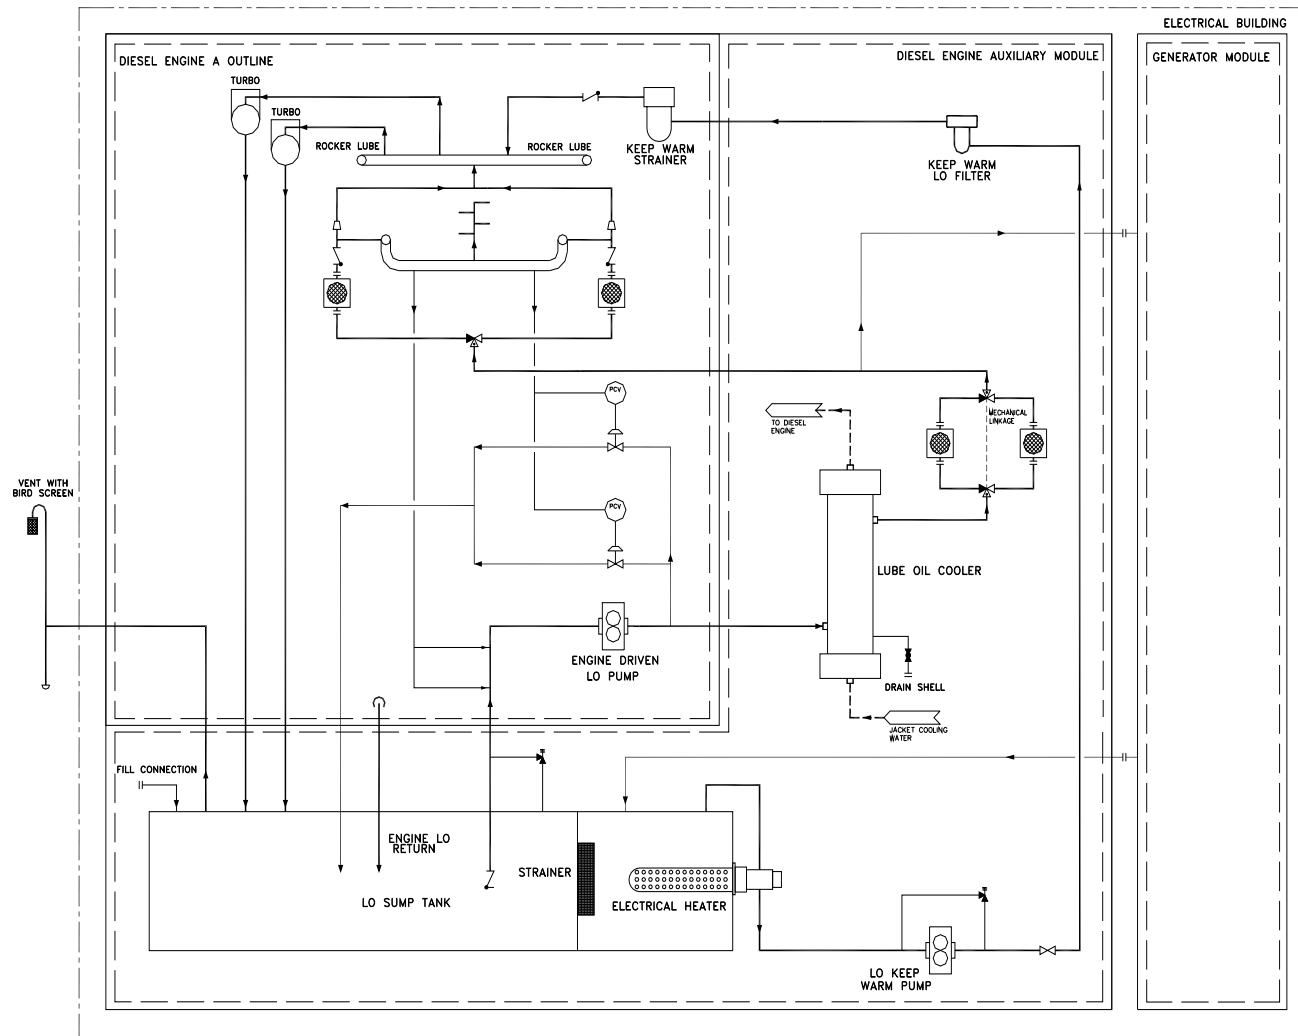 ELECTRICAL BUILDING
DIESEL ENGINE A OUTLINE
DIESEL ENGINE AUXILIARY MODULE
GENERATOR MODULE
TURBO
TURBO
ROCKER LUBE
ROCKER LUBE
KEEP WARM
STRAINER
KEEP WARM
LO FILTER
PCV
MECHANICAL
LINKAGE
TO DIESEL
ENGINE
VENT WITH
BIRD SCREEN
PCV
LUBE OIL COOLER
ENGINE DRIVEN
LO PUMP
DRAIN SHELL
JACKET COOLING
WATER
FILL CONNECTION
ENGINE LO
RETURN
STRAINER
LO SUMP TANK
ELECTRICAL HEATER
LO KEEP
WARM PUMP